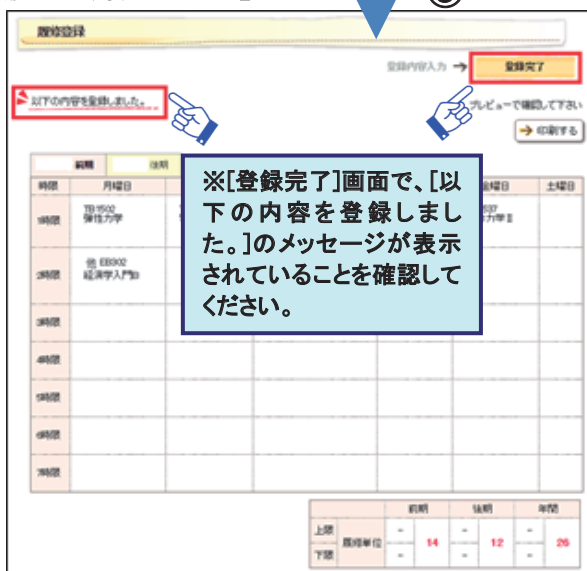 履修登録
登録内容入力 → 登録完了
以下の内容を登録しました。
プレビューで確認して下さい
→ 印刷する
前期 後期
時限 月曜日 金曜日 土曜日
1時限 TB1502
弾性力学
2時限 他 EB302
経済学入門B
3時限
4時限
5時限
6時限
7時限
※[登録完了]画面で、[以
下の内容を登録しまし
た。]のメッセージが表示
されていることを確認して
ください。
前期 後期 年間
上限 履修単位 - 14 - 12 - 26
下限 - - -